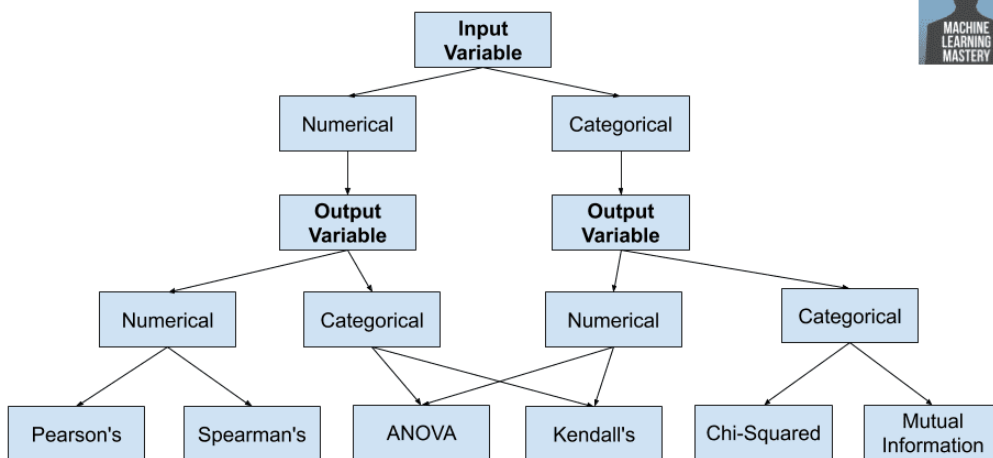 Input
Variable
MACHINE
LEARNING
MASTERY
Numerical
Categorical
Output
Variable
Output
Variable
Numerical
Categorical
Numerical
Categorical
Pearson's
Spearman's
ANOVA
Kendall's
Chi-Squared
Mutual
Information